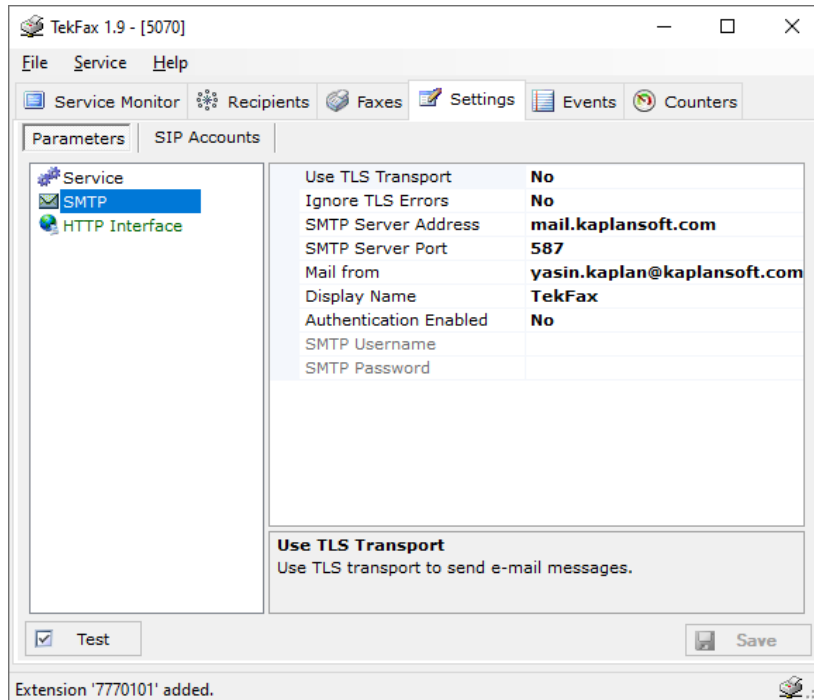 TekFax 1.9 - [5070]
File Service Help
Service Monitor Recipients Faxes Settings Events Counters
Parameters SIP Accounts
Service
SMTP
HTTP Interface
Use TLS Transport No
Ignore TLS Errors No
SMTP Server Address mail.kaplansoft.com
SMTP Server Port 587
Mail from yasin.kaplan@kaplansoft.com
Display Name TekFax
Authentication Enabled No
SMTP Username
SMTP Password
Use TLS Transport
Use TLS transport to send e-mail messages.
Test Save
Extension '7770101' added.